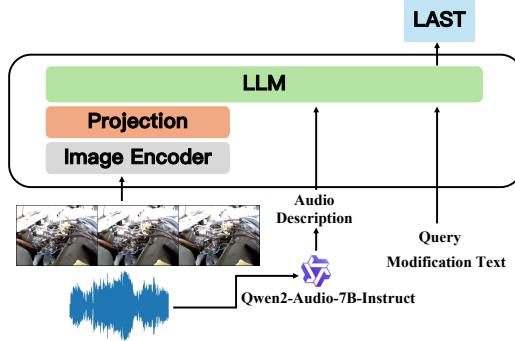 LAST
LLM
Projection
Image Encoder
Audio
Description
Query
Modification Text
Qwen2-Audio-7B-Instruct